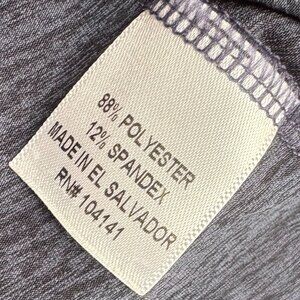 88% POLYESTER
12% SPANDEX
MADE IN EL SALVADOR
RN# 104141